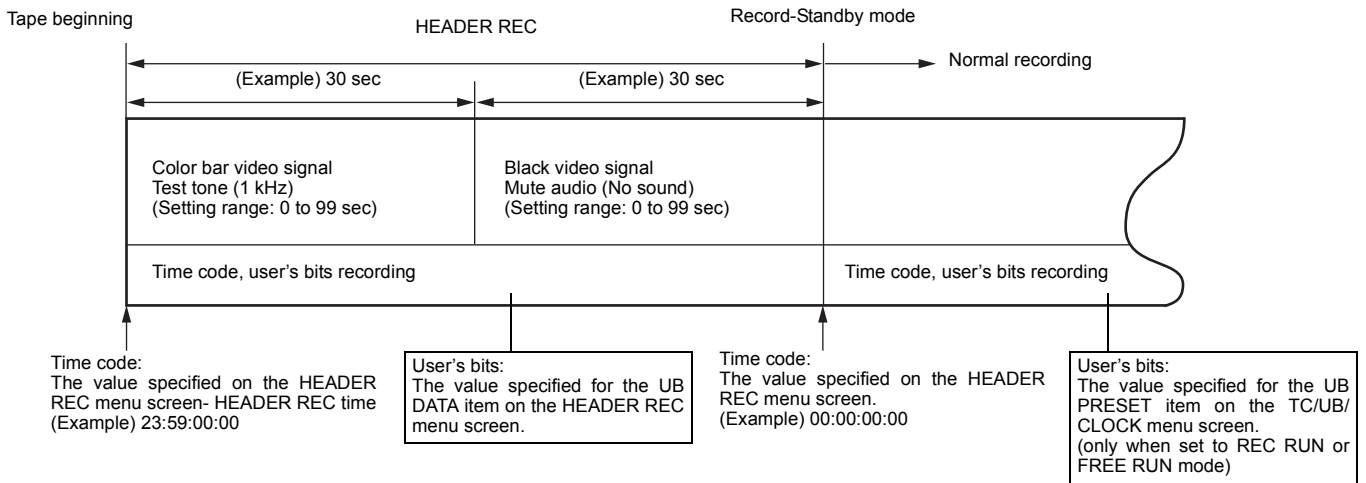 Tape beginning
HEADER REC
Record-Standby mode
Normal recording
(Example) 30 sec
(Example) 30 sec
Color bar video signal
Test tone (1 kHz)
(Setting range: 0 to 99 sec)
Black video signal
Mute audio (No sound)
(Setting range: 0 to 99 sec)
Time code, user's bits recording
Time code, user's bits recording
Time code:
The value specified on the HEADER
REC menu screen- HEADER REC time
(Example) 23:59:00:00
User's bits:
The value specified for the UB
DATA item on the HEADER REC
menu screen.
Time code:
The value specified on the HEADER
REC menu screen.
(Example) 00:00:00:00
User's bits:
The value specified for the UB
PRESET item on the TC/UB/
CLOCK menu screen.
(only when set to REC RUN or
FREE RUN mode)